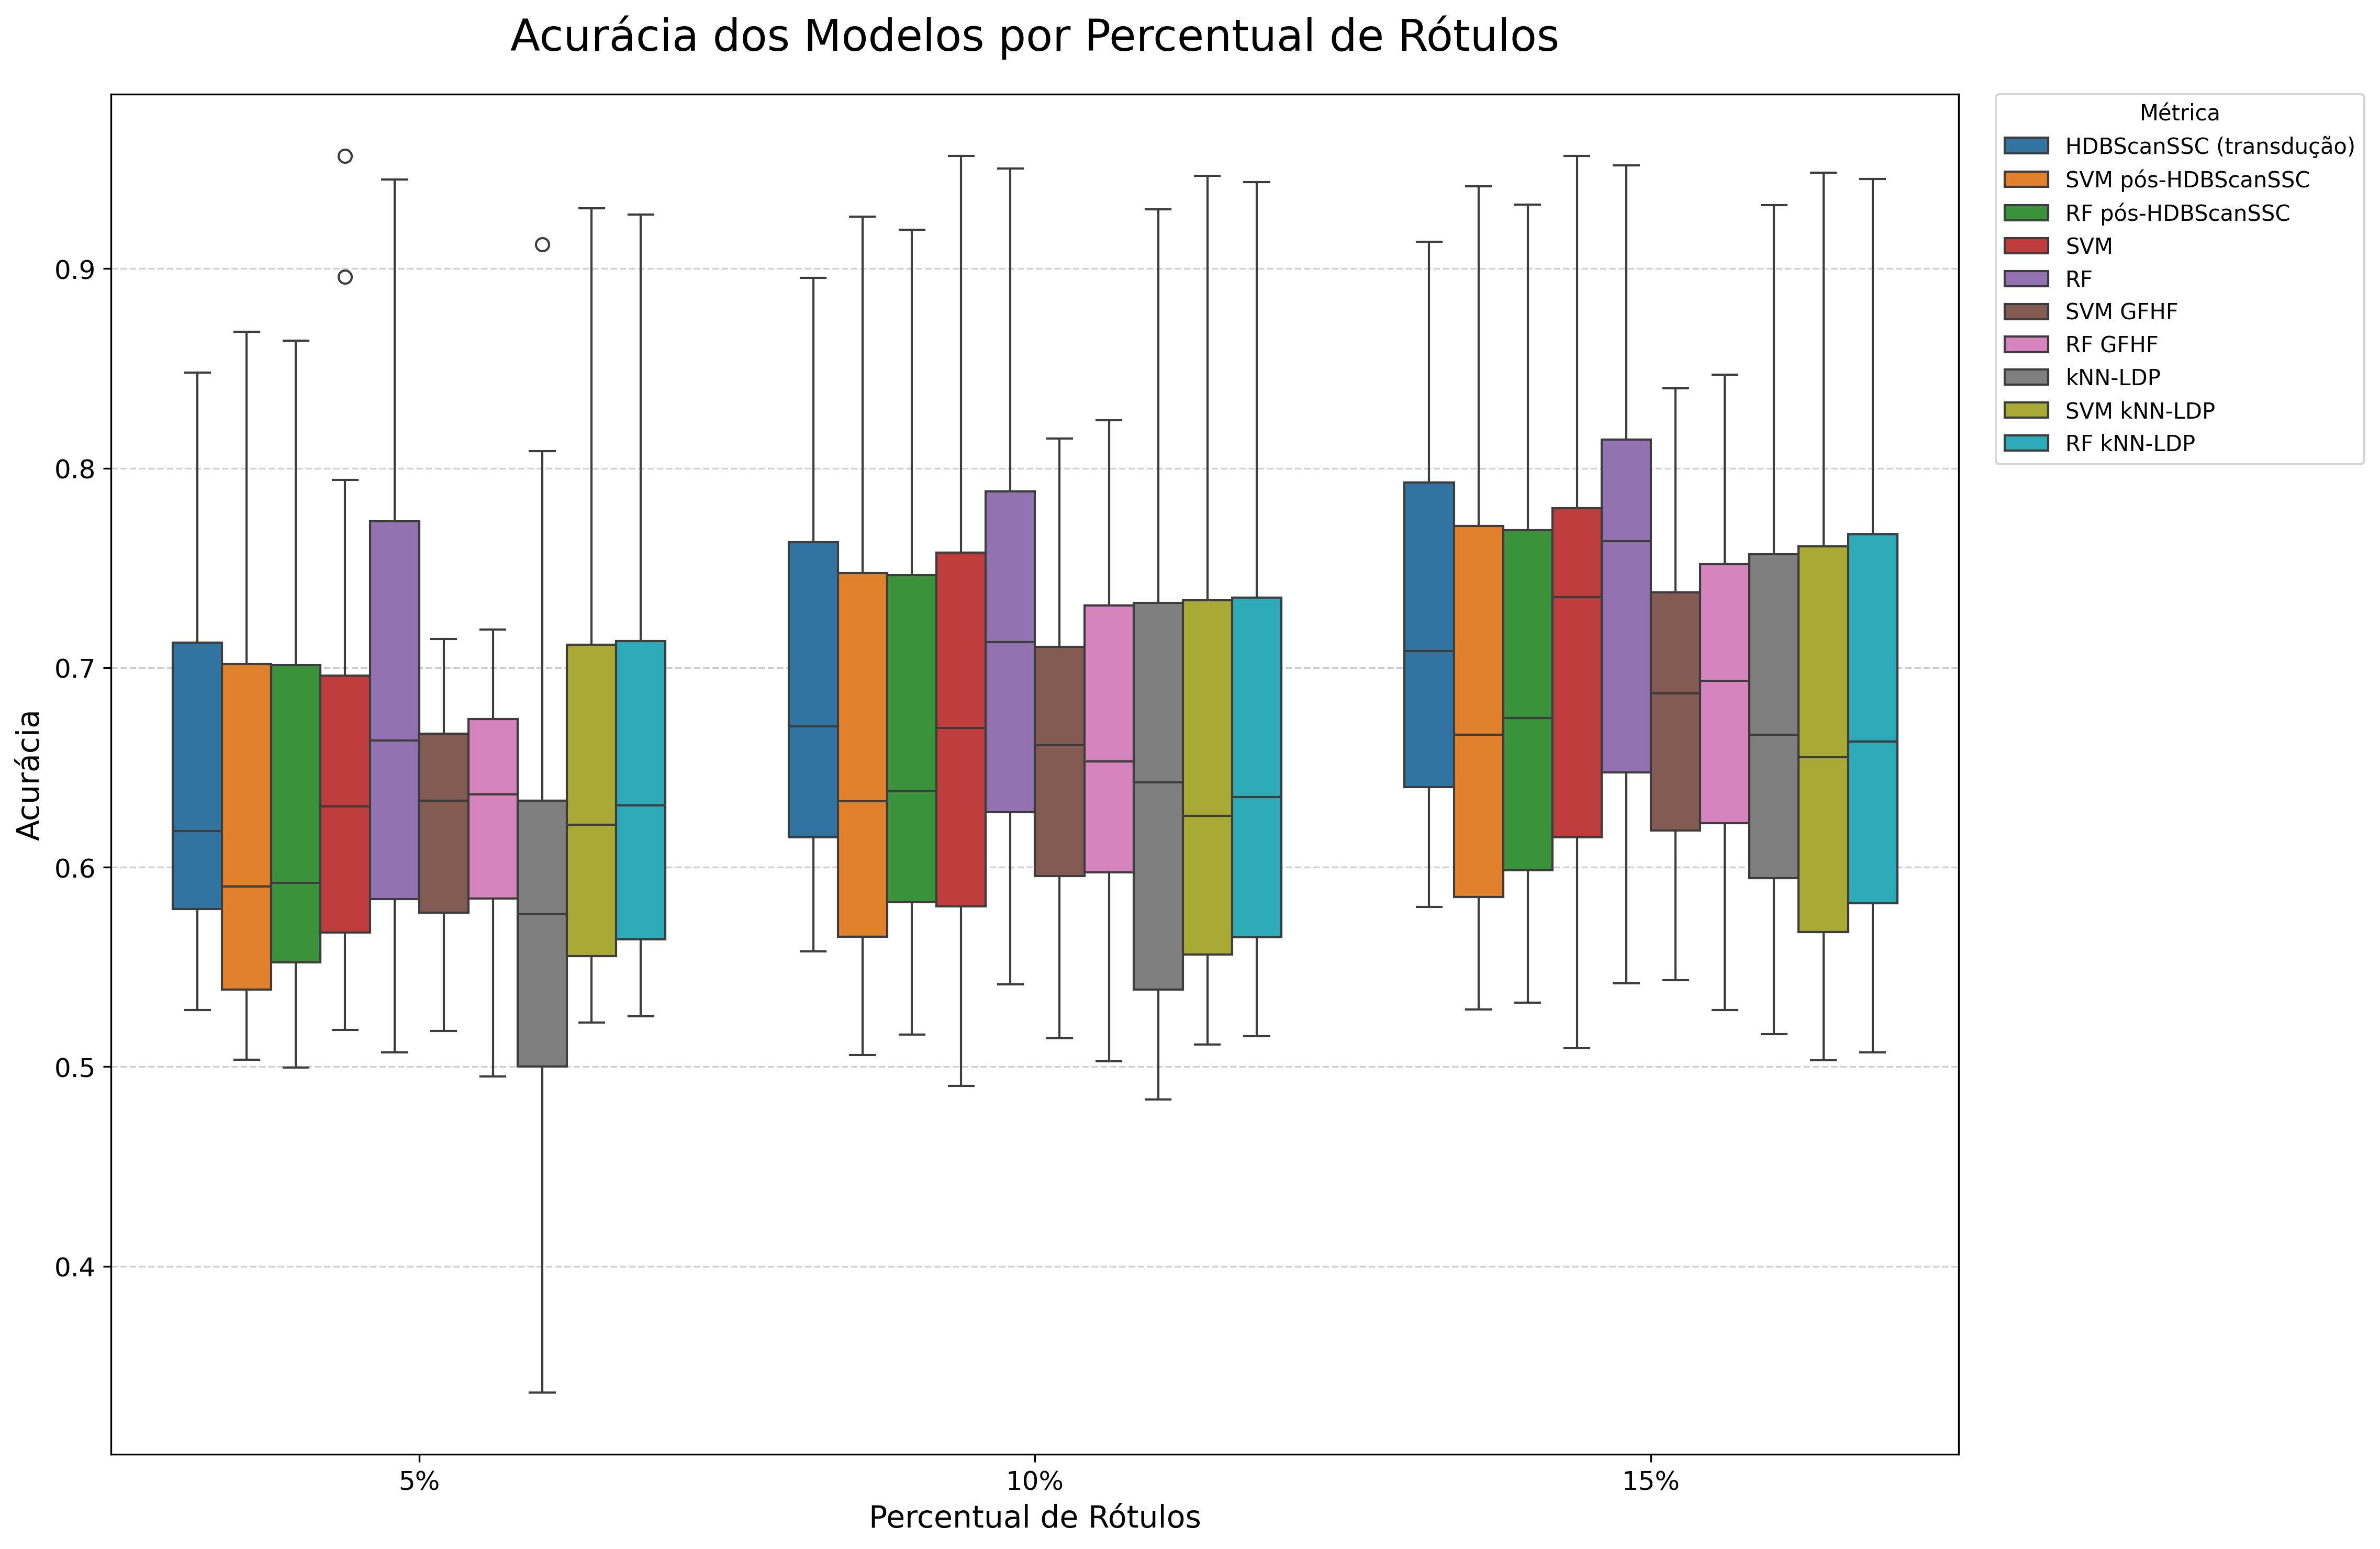 Acurácia dos Modelos por Percentual de Rótulos
Métrica
HDBScanSSC (transdução)
SVM pós-HDBScanSSC
RF pós-HDBScanSSC
SVM
RF
SVM GFHF
RF GFHF
kNN-LDP
SVM kNN-LDP
RF kNN-LDP
Acurácia
0.9
0.8
0.7
0.6
0.5
0.4
5%
10%
15%
Percentual de Rótulos